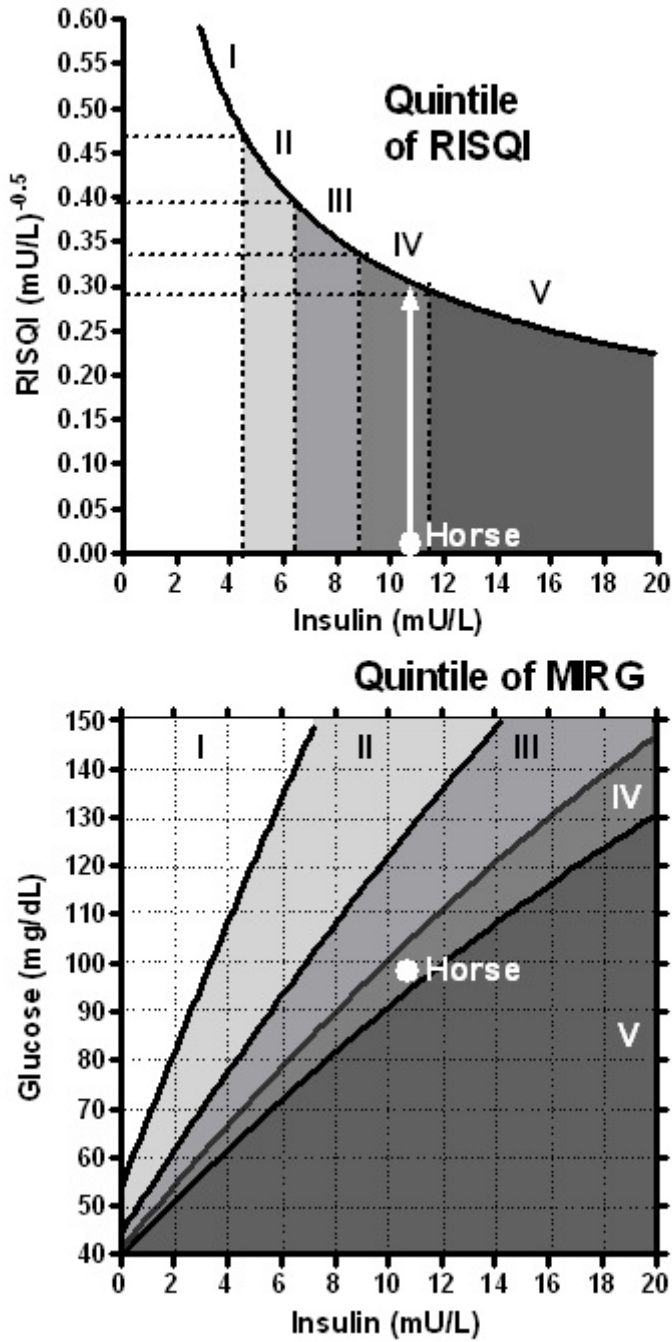 0.60
0.55
0.50
0.45
0.40
0.35
0.30
0.25
0.20
0.15
0.10
0.05
0.00
RISQI (mU/L)-0.5
I
II
III
IV
V
Quintile
of RISQI
Horse
0 2 4 6 8 10 12 14 16 18 20
Insulin (mU/L)
Quintile of MIRG
150
140
130
120
110
100
90
80
70
60
50
40
Glucose (mg/dL)
I
II
III
IV
V
Horse
0 2 4 6 8 10 12 14 16 18 20
Insulin (mU/L)